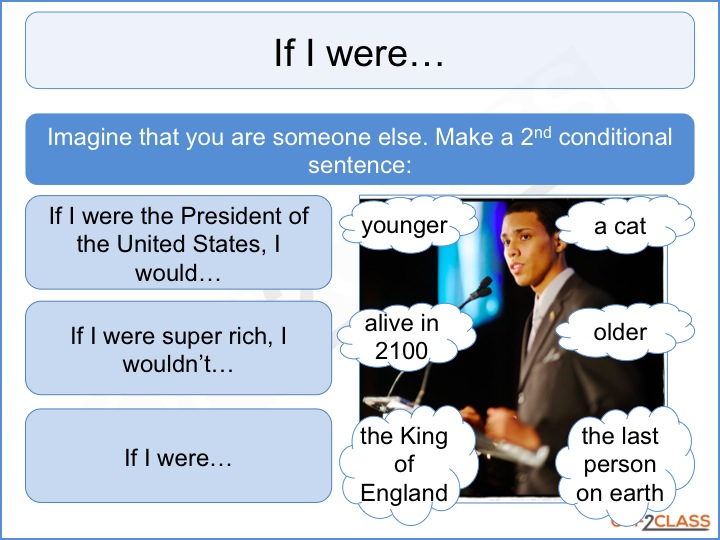 If I were…
Imagine that you are someone else. Make a 2nd conditional
sentence:
If I were the President of
the United States, I
would…
If I were super rich, I
wouldn't…
If I were…
younger
a cat
alive in
2100
older
the King
of
England
the last
person
on earth
2CLASS